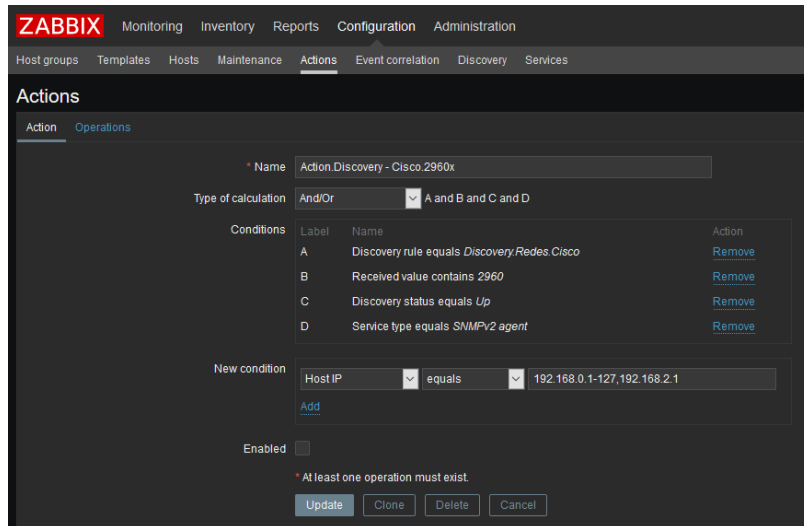 ZABBIX Monitoring Inventory Reports Configuration Administration
Host groups Templates Hosts Maintenance Actions Event correlation Discovery Services
Actions
Action Operations
* Name Action.Discovery - Cisco.2960x
Type of calculation And/Or A and B and C and D
Conditions Label Name Action
A Discovery rule equals Discovery.Redes.Cisco Remove
B Received value contains 2960 Remove
C Discovery status equals Up Remove
D Service type equals SNMPv2 agent Remove
New condition Host IP equals 192.168.0.1-127,192.168.2.1
Add
Enabled
* At least one operation must exist.
Update Clone Delete Cancel